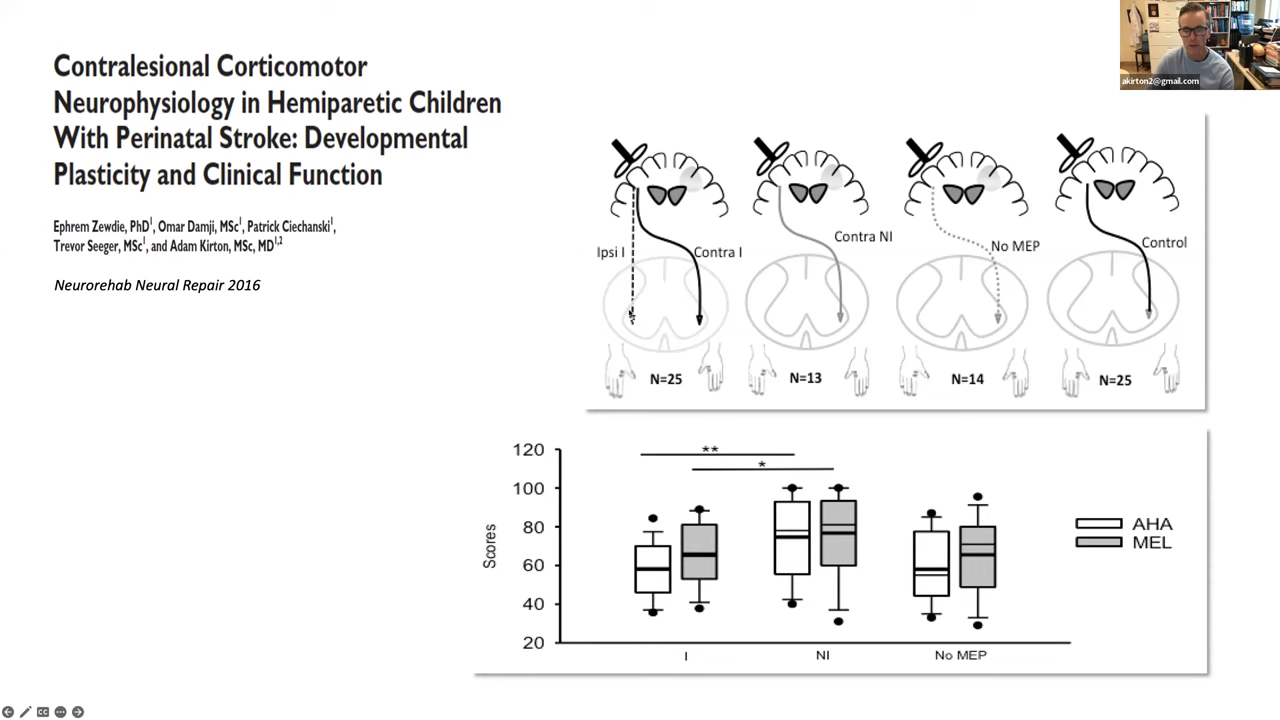 Contralesional Corticomotor
Neurophysiology in Hemiparetic Children
With Perinatal Stroke: Developmental
Plasticity and Clinical Function
Ephrem Zewdie, PhD1, Omar Damji, MSc1, Patrick Ciechanski1,
Trevor Seeger, MSc1, and Adam Kirton, MSc, MD1,2
Neurorehab Neural Repair 2016
akirton2@gmail.com
Ipsi I
Contra I
Contra NI
No MEP
Control
N=25
N=13
N=14
N=25
120
100
80
60
40
20
Scores
**
*
I
NI
No MEP
AHA
MEL
CC